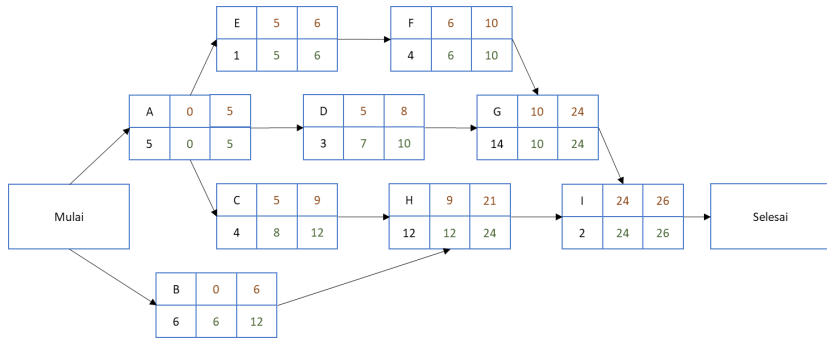 E 5 6
1 5 6
F 6 10
4 6 10
A 0 5
5 0 5
D 5 8
3 7 10
G 10 24
14 10 24
Mulai
C 5 9
4 8 12
H 9 21
12 12 24
I 24 26
2 24 26
Selesai
B 0 6
6 6 12